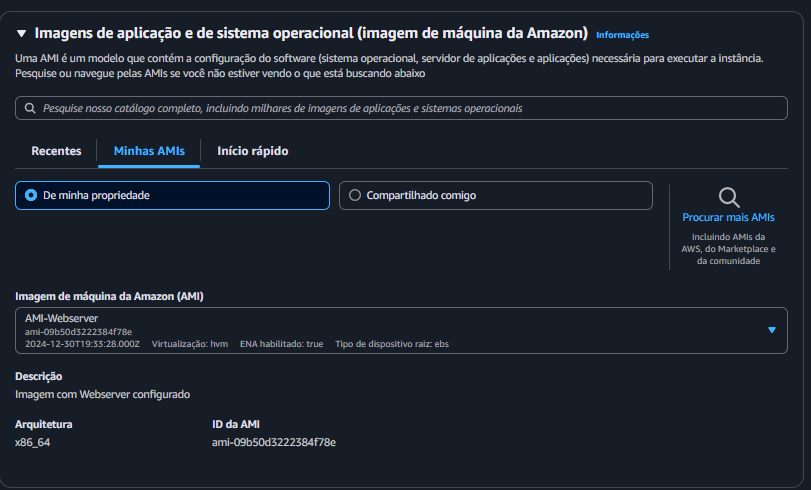 Imagens de aplicação e de sistema operacional (imagem de máquina da Amazon) Informações
Uma AMI é um modelo que contém a configuração do software (sistema operacional, servidor de aplicações e aplicações) necessária para executar a instância.
Pesquise ou navegue pelas AMIs se você não estiver vendo o que está buscando abaixo
Pesquise nosso catálogo completo, incluindo milhares de imagens de aplicações e sistemas operacionais
Recentes Minhas AMIs Início rápido
De minha propriedade
Compartilhado comigo
Procurar mais AMIs
Incluindo AMIs da
AWS, do Marketplace e
da comunidade
Imagem de máquina da Amazon (AMI)
AMI-Webserver
ami-09b50d3222384f78e
2024-12-30T19:33:28.000Z Virtualização: hvm ENA habilitado: true Tipo de dispositivo raiz: ebs
Descrição
Imagem com Webserver configurado
Arquitetura ID da AMI
x86_64 ami-09b50d3222384f78e